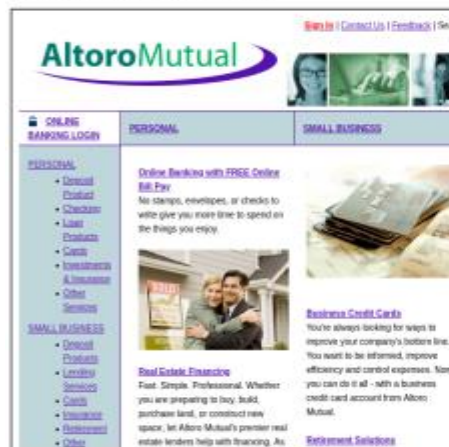 Sign In | Contact Us | Feedback | Se
AltoroMutual
ONLINE
BANKING LOGIN
PERSONAL
SMALL BUSINESS
PERSONAL
Deposit
Product
Checking
Loan
Products
Cards
Investments
& Insurance
Other
Services
SMALL BUSINESS
Deposit
Products
Lending
Services
Cards
Insurance
Retirement
Other
Online Banking with FREE Online
Bill Pay
No stamps, envelopes, or checks to
write give you more time to spend on
the things you enjoy.
SOLD
Real Estate Financing
Fast. Simple. Professional. Whether
you are preparing to buy, build,
purchase land, or construct new
space, let Altoro Mutual's premier real
estate lenders help with financing. As
Business Credit Cards
You're always looking for ways to
improve your company's bottom line.
You want to be informed, improve
efficiency and control expenses. Now
you can do it all - with a business
credit card account from Altoro
Mutual.
Retirement Solutions